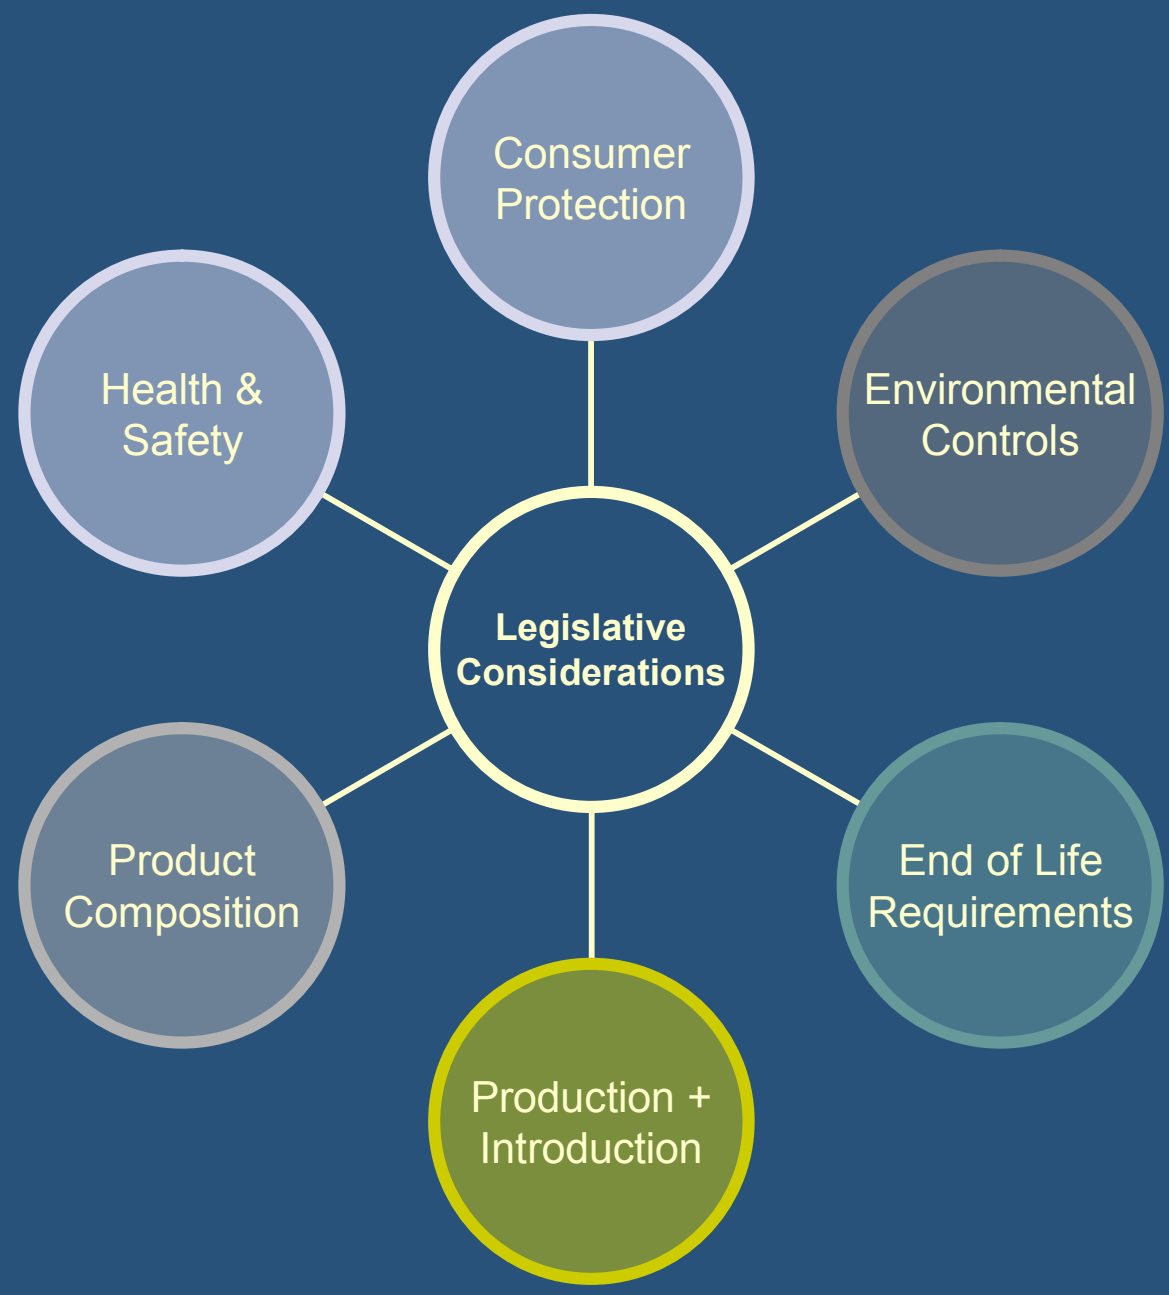 Consumer
Protection
Health &
Safety
Environmental
Controls
Legislative
Considerations
Product
Composition
End of Life
Requirements
Production +
Introduction